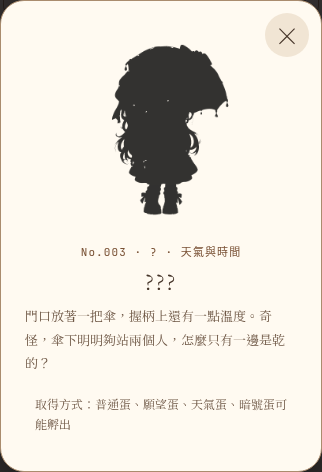 No.003 · ? · 天氣與時間
???
門口放著一把傘，握柄上還有一點溫度。奇
怪，傘下明明夠站兩個人，怎麼只有一邊是乾
的？
取得方式：普通蛋、願望蛋、天氣蛋、暗號蛋可
能孵出